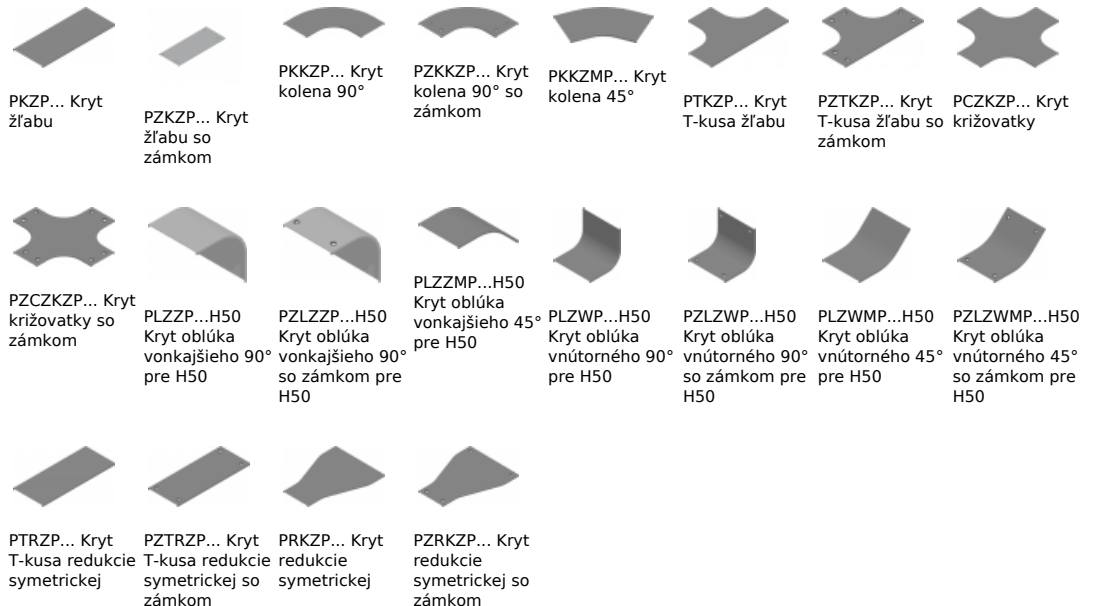 PKZP... Kryt
žľabu
PZKZP... Kryt
žľabu so
zámkom
PKKZP... Kryt
kolena 90°
PZKKZP... Kryt
kolena 90° so
zámkom
PKKZMP... Kryt
kolena 45°
PTKZP... Kryt
T-kusa žľabu
PZTKZP... Kryt
T-kusa žľabu so
zámkom
PCZKZP... Kryt
križovatky
PZCZKZP... Kryt
križovatky so
zámkom
PLZZP...H50
Kryt oblúka
vonkajšieho 90°
pre H50
PZLZZP...H50
Kryt oblúka
vonkajšieho 90°
so zámkom pre
H50
PLZZMP...H50
Kryt oblúka
vonkajšieho 45°
pre H50
PLZWP...H50
Kryt oblúka
vnútorného 90°
pre H50
PZLZWP...H50
Kryt oblúka
vnútorného 90°
so zámkom pre
H50
PLZWMP...H50
Kryt oblúka
vnútorného 45°
pre H50
PZLZWMP...H50
Kryt oblúka
vnútorného 45°
so zámkom pre
H50
PTRZP... Kryt
T-kusa redukcie
symetrickej
PZTRZP... Kryt
T-kusa redukcie
symetrickej so
zámkom
PRKZP... Kryt
redukcie
symetrickej
PZRKZP... Kryt
redukcie
symetrickej so
zámkom